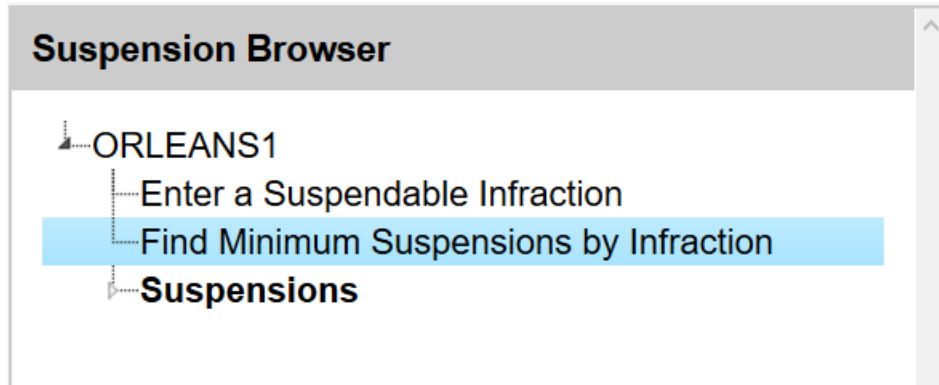 Suspension Browser
ORLEANS1
Enter a Suspendable Infraction
Find Minimum Suspensions by Infraction
Suspensions